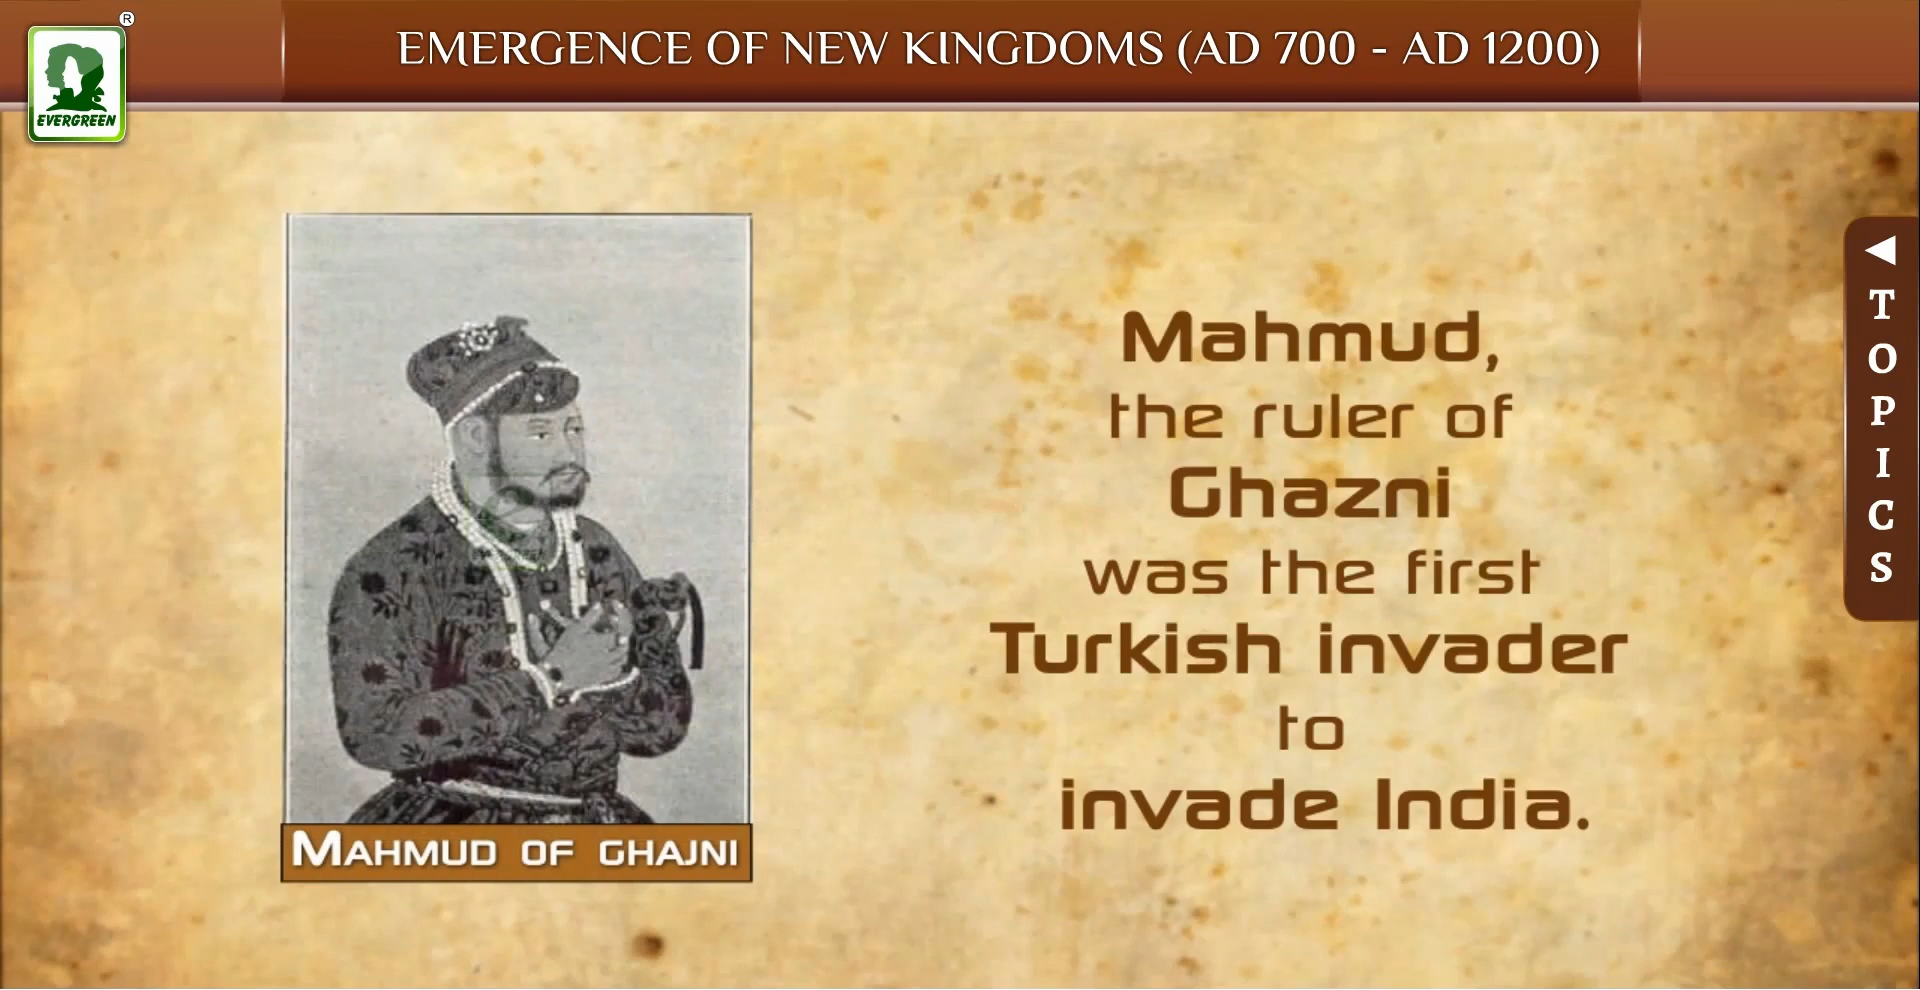 EMERGENCE OF NEW KINGDOMS (AD 700 - AD 1200)
®
EVERGREEN
Mahmud,
the ruler of
Ghazni
was the first
Turkish invader
to
invade India.
MAHMUD OF GHAJNI
TOPICS